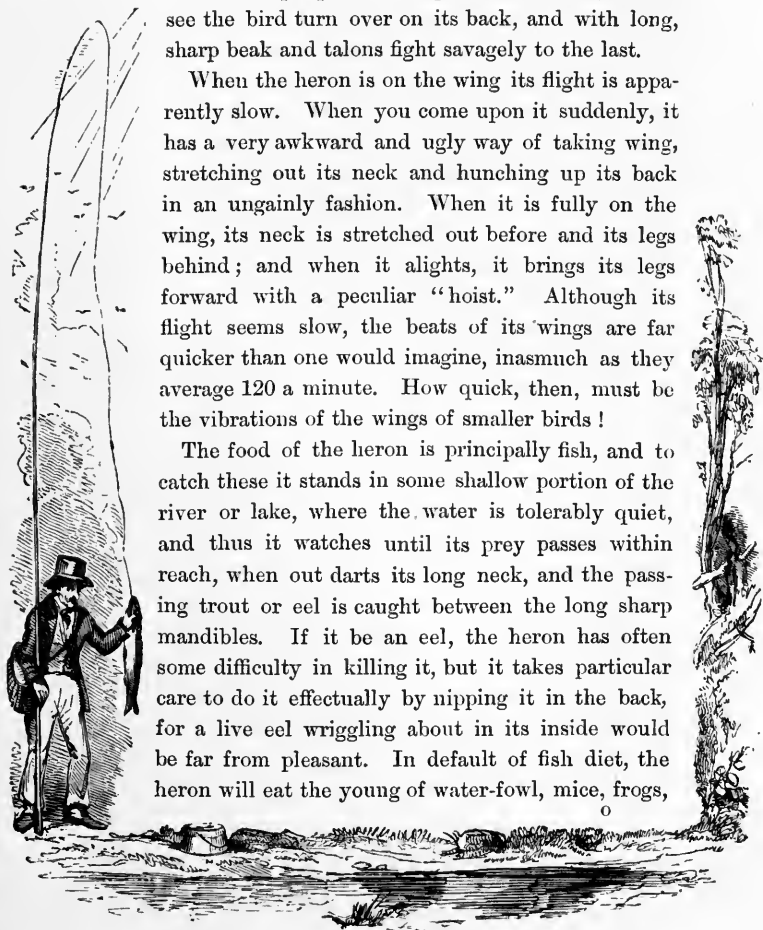 see the bird turn over on its back, and with long,
sharp beak and talons fight savagely to the last.
When the heron is on the wing its flight is appa-
rently slow. When you come upon it suddenly, it
has a very awkward and ugly way of taking wing,
stretching out its neck and hunching up its back
in an ungainly fashion. When it is fully on the
wing, its neck is stretched out before and its legs
behind; and when it alights, it brings its legs
forward with a peculiar "hoist." Although its
flight seems slow, the beats of its wings are far
quicker than one would imagine, inasmuch as they
average 120 a minute. How quick, then, must be
the vibrations of the wings of smaller birds!
The food of the heron is principally fish, and to
catch these it stands in some shallow portion of the
river or lake, where the water is tolerably quiet,
and thus it watches until its prey passes within
reach, when out darts its long neck, and the pass-
ing trout or eel is caught between the long sharp
mandibles. If it be an eel, the heron has often
some difficulty in killing it, but it takes particular
care to do it effectually by nipping it in the back,
for a live eel wriggling about in its inside would
be far from pleasant. In default of fish diet, the
heron will eat the young of water-fowl, mice, frogs,
o